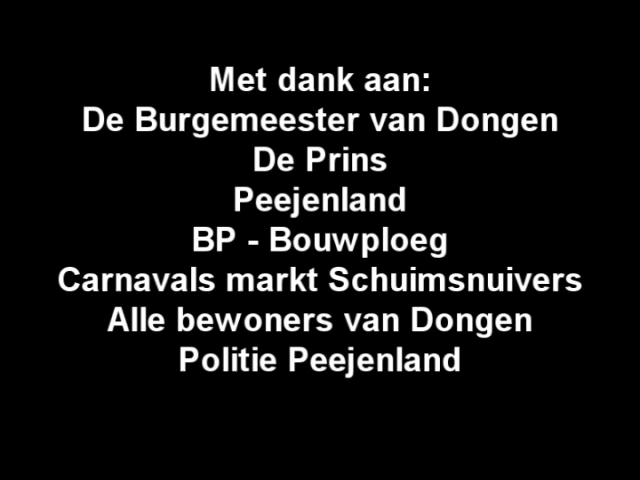 Met dank aan:
De Burgemeester van Dongen
De Prins
Peejenland
BP - Bouwploeg
Carnavals markt Schuimsnuivers
Alle bewoners van Dongen
Politie Peejenland